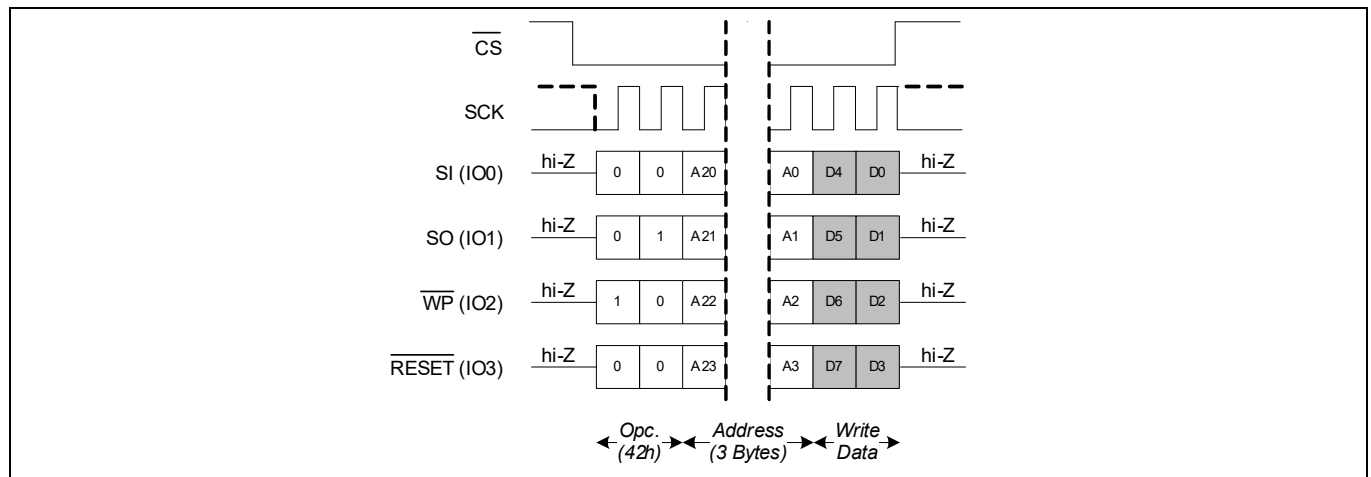 CS
SCK
SI (IO0) hi-Z 0 0 A20 A0 D4 D0 hi-Z
SO (IO1) hi-Z 0 1 A21 A1 D5 D1 hi-Z
WP (IO2) hi-Z 1 0 A22 A2 D6 D2 hi-Z
RESET (IO3) hi-Z 0 0 A23 A3 D7 D3 hi-Z
Opc. Address Write
(42h) (3 Bytes) Data